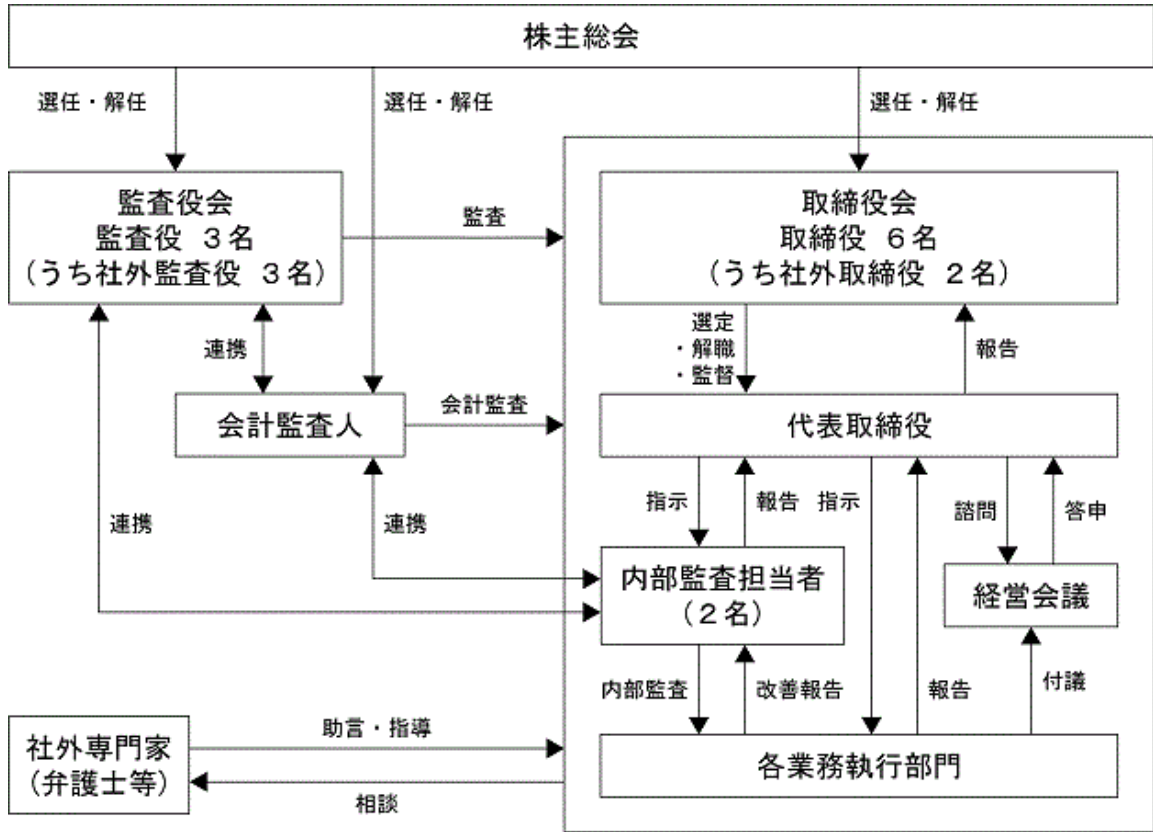 株主総会
選任・解任
選任・解任
選任・解任
監査役会
監査役 3名
(うち社外監査役 3名)
監査
取締役会
取締役 6名
(うち社外取締役 2名)
連携
選定
・解職
・監督
報告
会計監査人
会計監査
代表取締役
連携
連携
指示
報告
指示
諮問
答申
内部監査担当者
(2名)
経営会議
内部監査
改善報告
報告
付議
社外専門家
(弁護士等)
助言・指導
相談
各業務執行部門